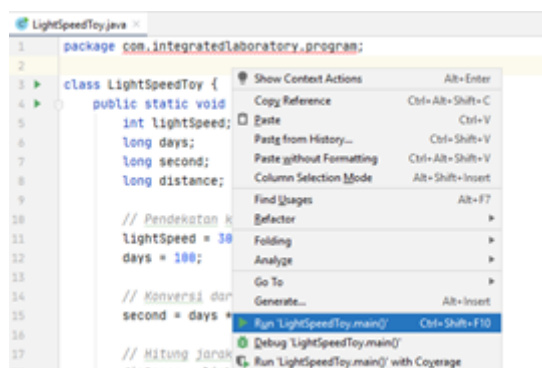 LightSpeedToy.java
1 package com.integratedlaboratory.program;
2
3 class LightSpeedToy {
4 public static void
5 int lightSpeed;
6 long days;
7 long second;
8 long distance;
9
10 // Pendekatan k
11 lightSpeed = 30
12 days = 100;
13
14 // Konversi dar
15 second = days *
16
17 // Hitung jarak
Show Context Actions Alt+Enter
Copy Reference Ctrl+Alt+Shift+C
Paste Ctrl+V
Paste from History... Ctrl+Shift+V
Paste without Formatting Ctrl+Alt+Shift+V
Column Selection Mode Alt+Shift+Insert
Find Usages Alt+F7
Refactor
Folding
Analyze
Go To
Generate... Alt+Insert
Run 'LightSpeedToy.main()' Ctrl+Shift+F10
Debug 'LightSpeedToy.main()'
Run 'LightSpeedToy.main()' with Coverage